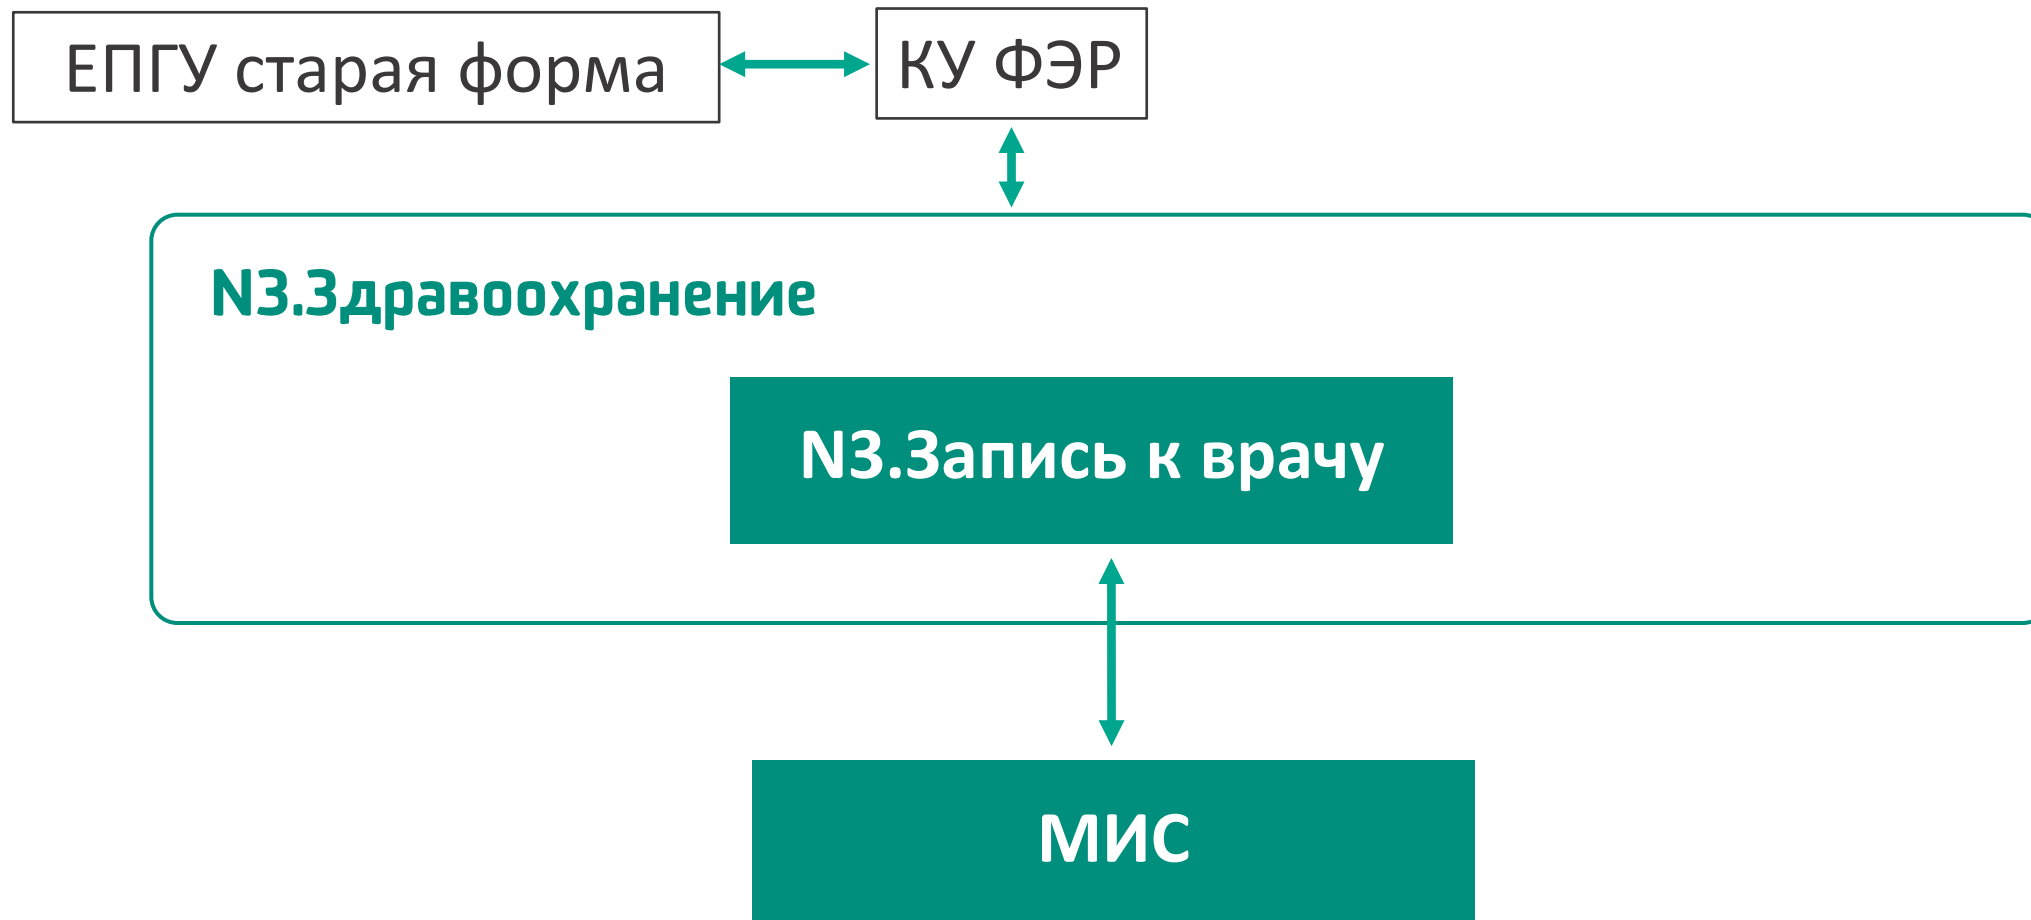 ЕПГУ старая форма
КУ ФЭР
N3.Здравоохранение
N3.Запись к врачу
МИС